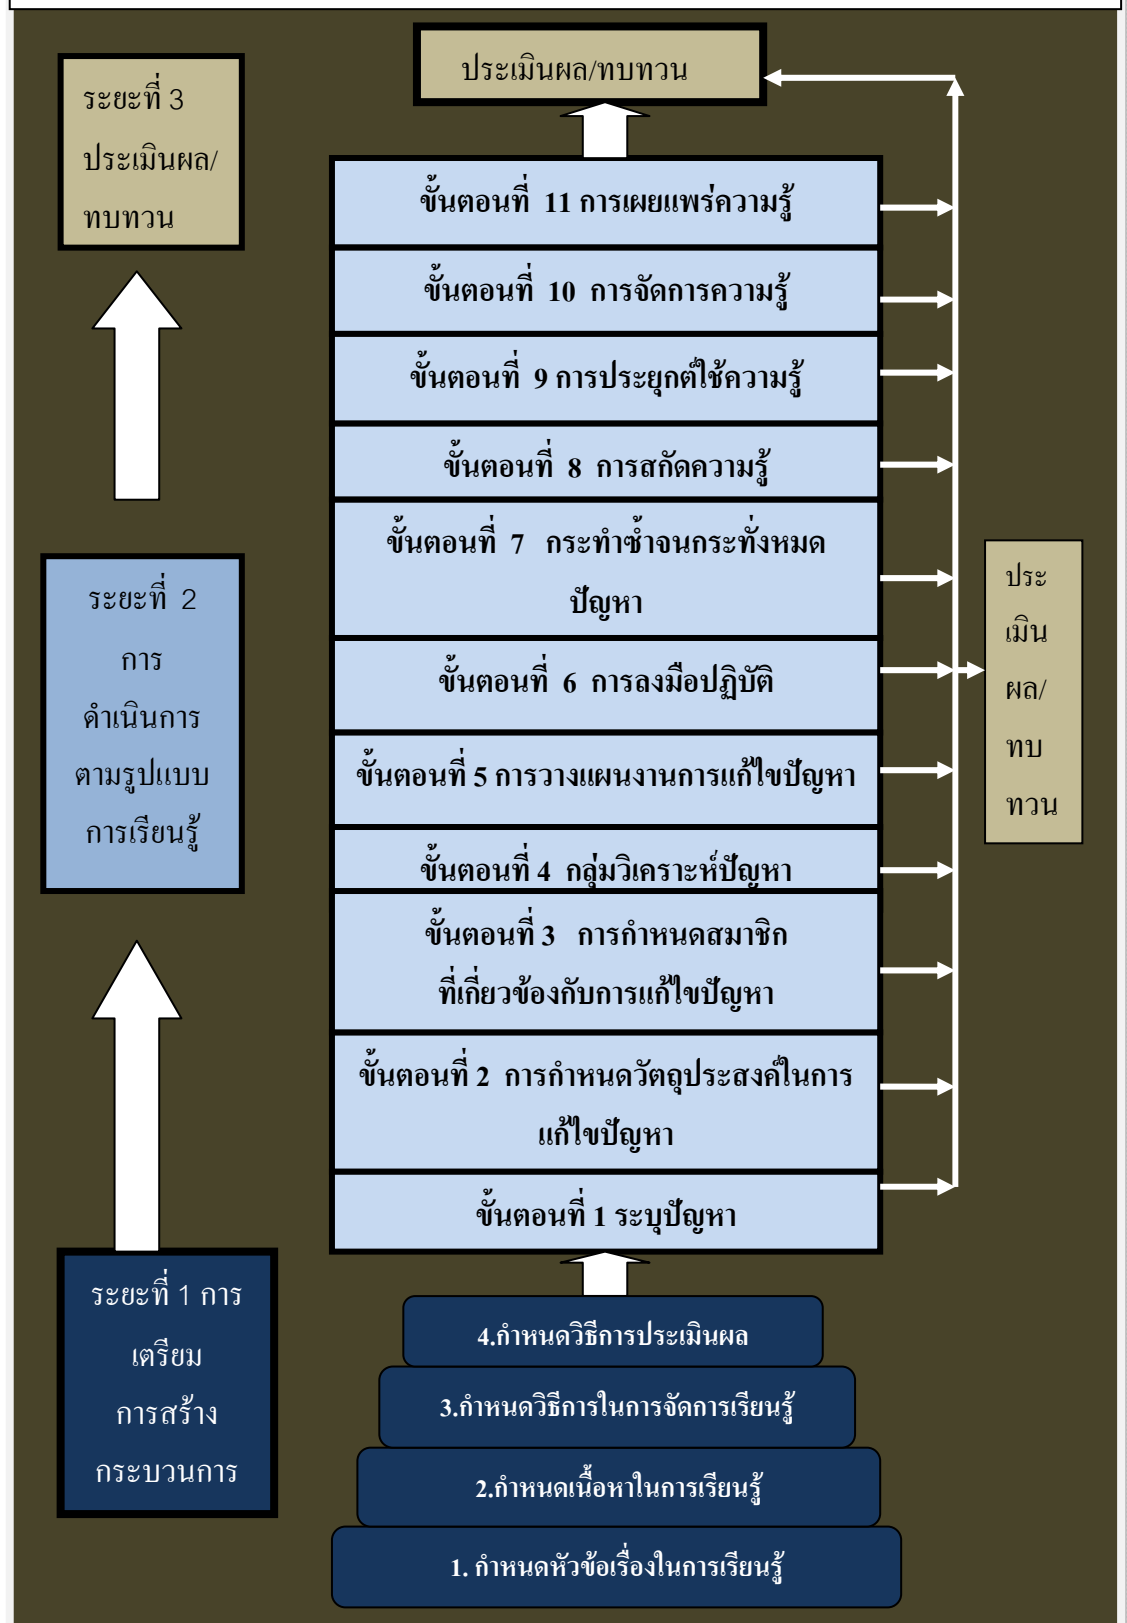 ประเมินผล/ทบทวน
ระยะที่ 3
ประเมินผล/
ทบทวน
ขั้นตอนที่ 11 การเผยแพร่ความรู้
ขั้นตอนที่ 10 การจัดการความรู้
ขั้นตอนที่ 9 การประยุกต์ใช้ความรู้
ขั้นตอนที่ 8 การสกัดความรู้
ขั้นตอนที่ 7 กระทำซ้ำจนกระทั่งหมด
ปัญหา
ขั้นตอนที่ 6 การลงมือปฏิบัติ
ขั้นตอนที่ 5 การวางแผนงานการแก้ไขปัญหา
ขั้นตอนที่ 4 กลุ่มวิเคราะห์ปัญหา
ขั้นตอนที่ 3 การกำหนดสมาชิก
ที่เกี่ยวข้องกับการแก้ไขปัญหา
ขั้นตอนที่ 2 การกำหนดวัตถุประสงค์ในการ
แก้ไขปัญหา
ขั้นตอนที่ 1 ระบุปัญหา
ระยะที่ 2
การ
ดำเนินการ
ตามรูปแบบ
การเรียนรู้
ประ
เมิน
ผล/
ทบ
ทวน
ระยะที่ 1 การ
เตรียม
การสร้าง
กระบวนการ
4.กำหนดวิธีการประเมินผล
3.กำหนดวิธีการในการจัดการเรียนรู้
2.กำหนดเนื้อหาในการเรียนรู้
1. กำหนดหัวข้อเรื่องในการเรียนรู้